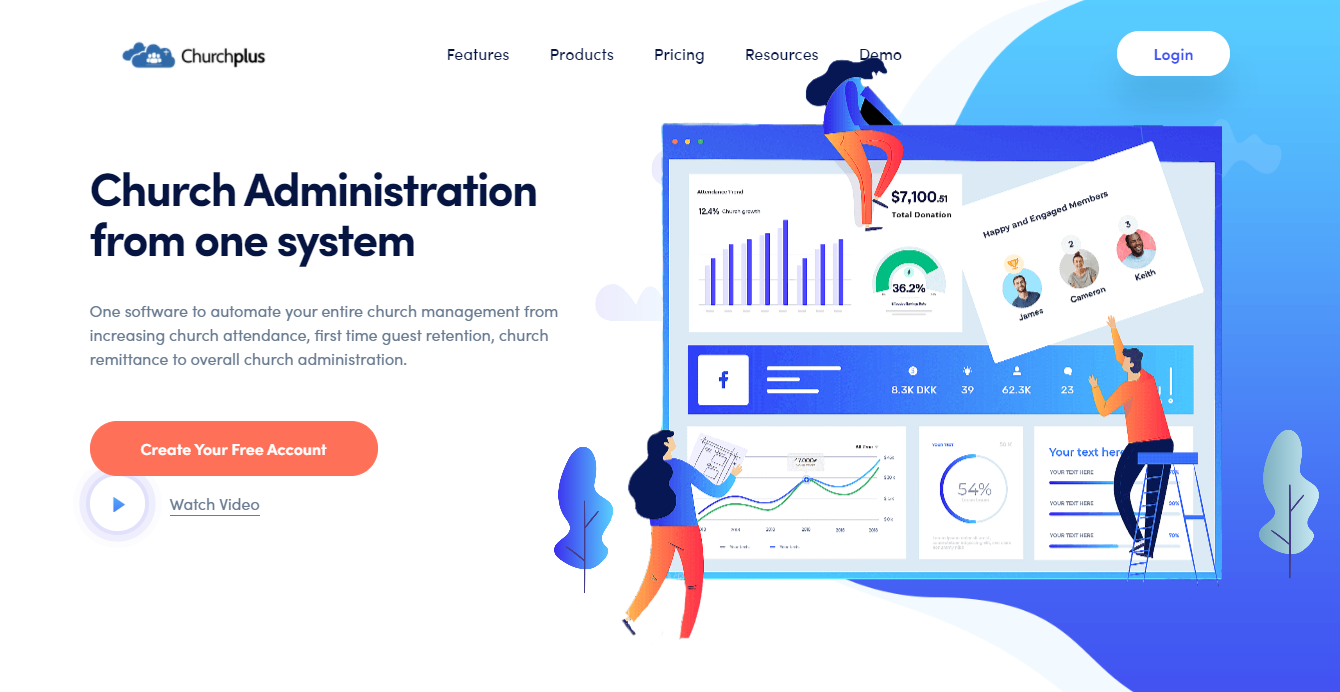 Churchplus
Features
Products
Pricing
Resources
Demo
Login
Church Administration
from one system
One software to automate your entire church management from
increasing church attendance, first time guest retention, church
remittance to overall church administration.
Create Your Free Account
Watch Video
Attendance Trend
12.4% Church growth
$7,100.51
Total Donation
36.2%
Happy and Engaged Members
James
2
Cameron
3
Keith
8.3K DKK
39
62.3K
23
54%
Your text here
YOUR TEXT HERE
YOUR TEXT HERE
90%
YOUR TEXT HERE
70%